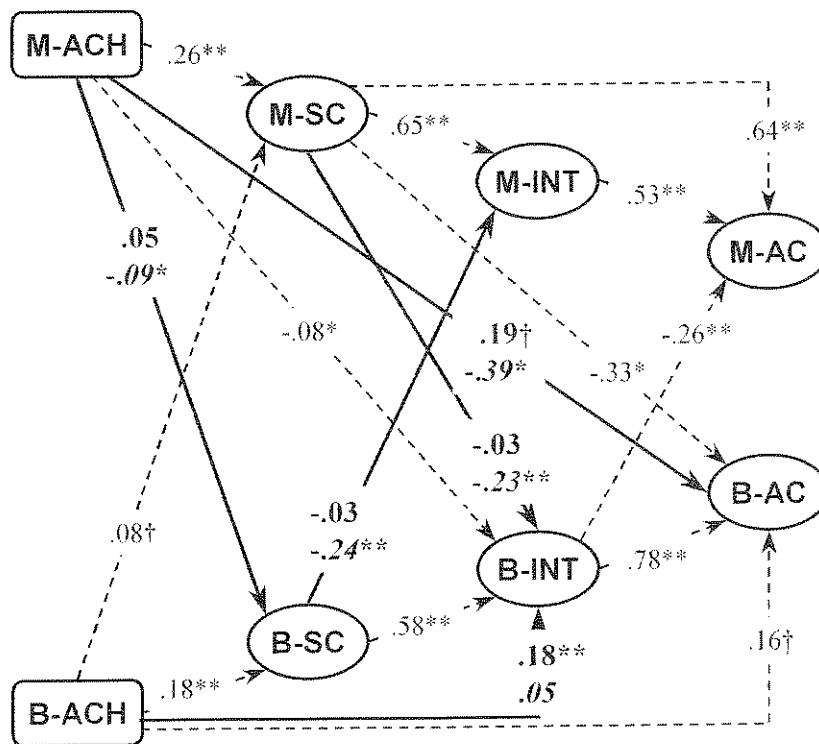 M-ACH
.26**
M-SC
.65**
M-INT
.64**
.53**
M-AC
.05
-.09*
-.08*
.19†
-.39*
-.26**
-.33*
-.03
-.23**
B-AC
-.03
-.24**
.08†
B-INT
.78**
B-SC
.58**
.18**
.05
.16†
B-ACH
.18**